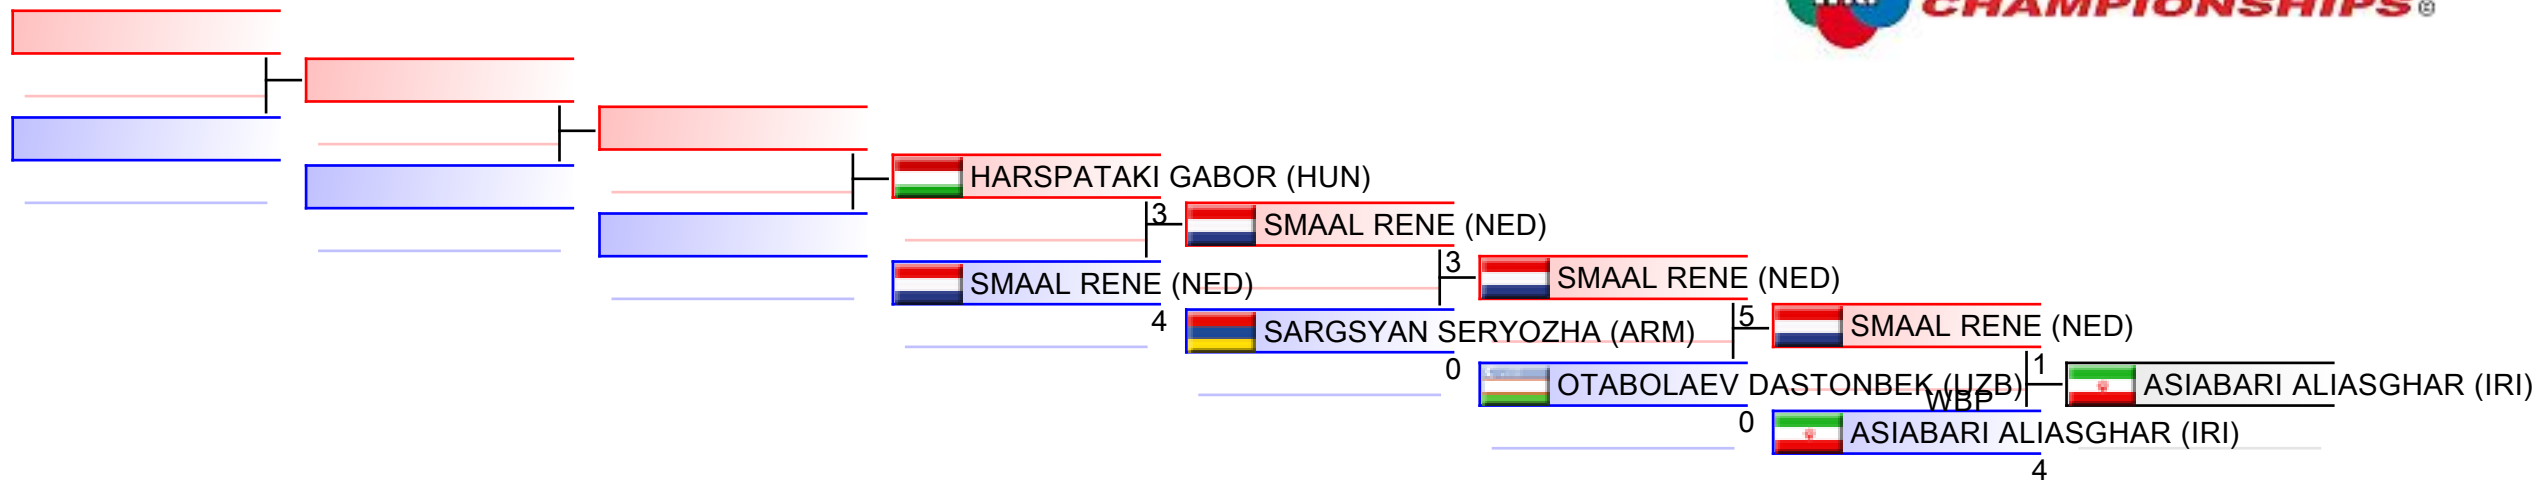 CHAMPIONSHIPS®
HARSPATAKI GABOR (HUN)
3
SMAAL RENE (NED)
SMAAL RENE (NED)
4
3
SMAAL RENE (NED)
SARGSYAN SERYOZHA (ARM)
0
5
SMAAL RENE (NED)
OTABOLAEV DASTONBEK (UZB)
0
WBP
1
ASIABARI ALIASGHAR (IRI)
ASIABARI ALIASGHAR (IRI)
4